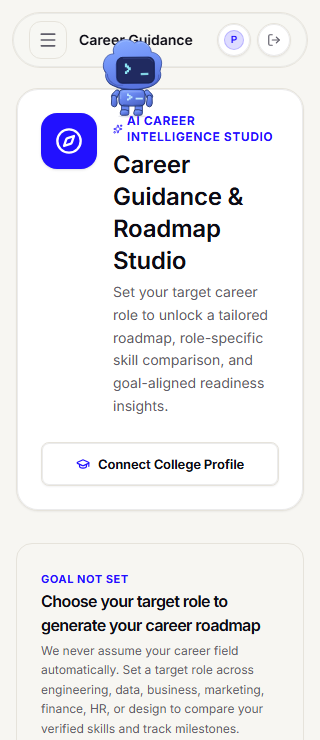 Career Guidance
P
AI CAREER
INTELLIGENCE STUDIO
Career
Guidance &
Roadmap
Studio
Set your target career
role to unlock a tailored
roadmap, role-specific
skill comparison, and
goal-aligned readiness
insights.
Connect College Profile
GOAL NOT SET
Choose your target role to
generate your career roadmap
We never assume your career field
automatically. Set a target role across
engineering, data, business, marketing,
finance, HR, or design to compare your
verified skills and track milestones.